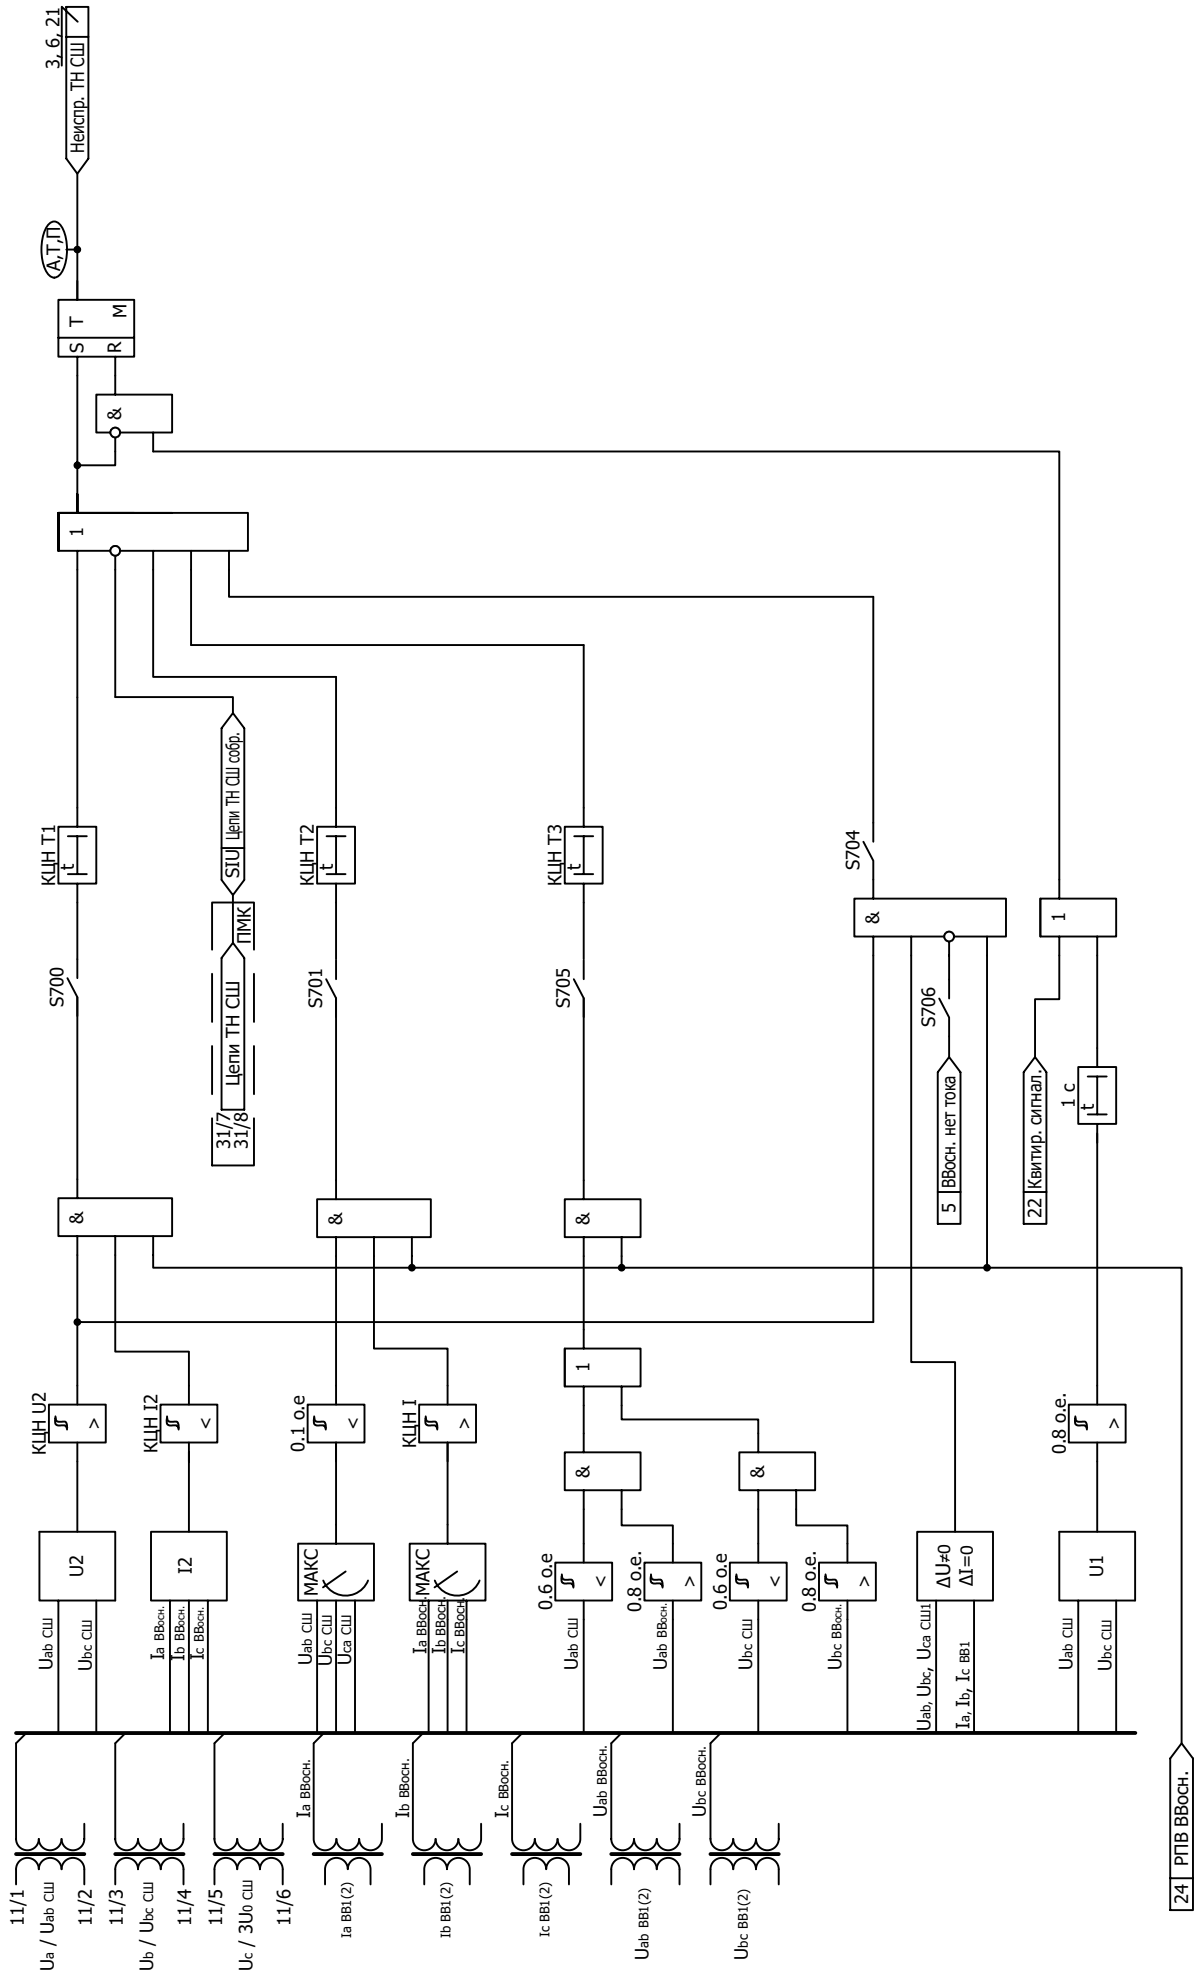 11/1
Ua / Uab СШ
11/2
11/3
Ub / Ubc СШ
11/4
11/5
Uc / 3U0 СШ
11/6
Ia ВВ1(2)
Ia ВВосн.
Ib ВВ1(2)
Ib ВВосн.
Ic ВВ1(2)
Ic ВВосн.
Uab ВВ1(2)
Uab ВВосн.
Ubc ВВ1(2)
Ubc ВВосн.
24 РПВ ВВосн.
Uab СШ
Ubc СШ
U2
КЦН U2
>
Ia ВВосн.
Ib ВВосн.
Ic ВВосн.
I2
КЦН I2
<
&
S700
КЦН Т1
t
31/7
31/8
Цепи ТН СШ
ПМК
SIU Цепи ТН СШ собр.
Uab СШ
Ubc СШ
Uca СШ
МАКС
0.1 о.е
<
Ia ВВосн.
Ib ВВосн.
Ic ВВосн.
МАКС
КЦН I
>
&
S701
КЦН Т2
t
Uab СШ
0.6 о.е
<
Uab ВВосн.
0.8 о.е.
>
&
Ubc СШ
0.6 о.е
<
Ubc ВВосн.
0.8 о.е.
>
&
1
&
S705
КЦН Т3
t
Uab, Ubc, Uca СШ1
Ia, Ib, Ic ВВ1
ΔU≠0
ΔI=0
5 ВВосн. нет тока
S706
&
S704
Uab СШ
Ubc СШ
U1
0.8 о.е.
>
1 с
t
22 Квитир. сигнал.
1
1
&
S T
R M
А,Т,П
Неиспр. ТН СШ
3, 6, 21